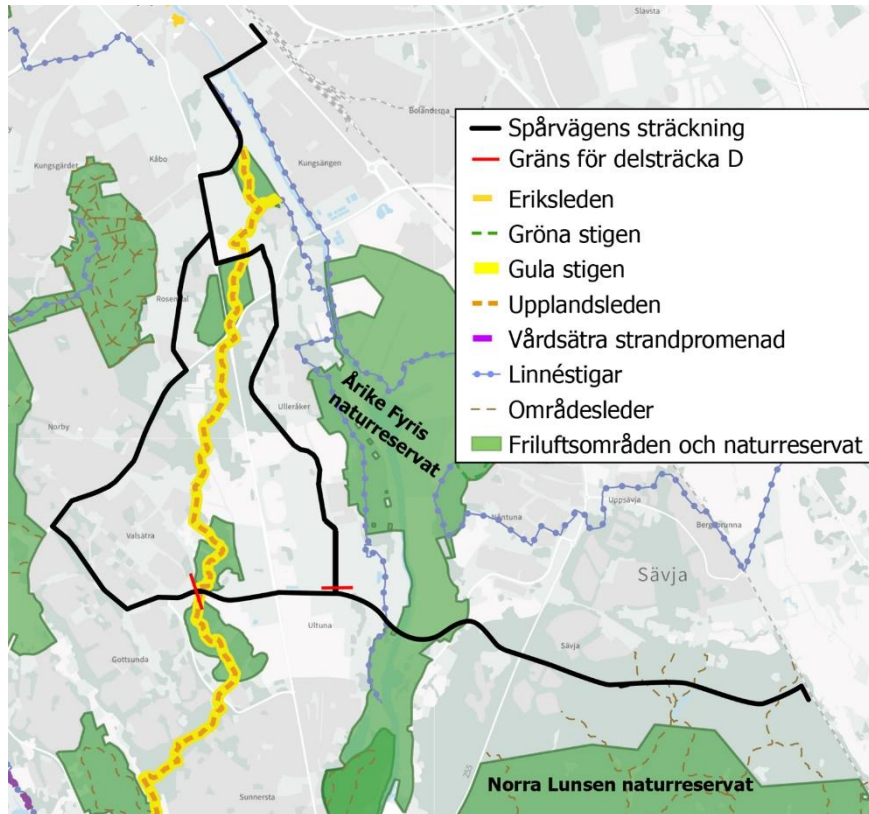 Slavsta
Boländerna
Kungsgärdet
Kåbo
Kungsängen
Spårvägens sträckning
Gräns för delsträcka D
Eriksleden
Gröna stigen
Gula stigen
Upplandsleden
Vårdsätra strandpromenad
Linnéstigar
Områdesleder
Friluftsområden och naturreservat
Rosendal
Ulleråker
Norby
Årike Fyris
naturreservat
Valsätra
Nåntuna
Uppsävja
Bergsbrunna
Sävja
Ultuna
Gottsunda
Sävja
255
Sunnersta
Norra Lunsen naturreservat